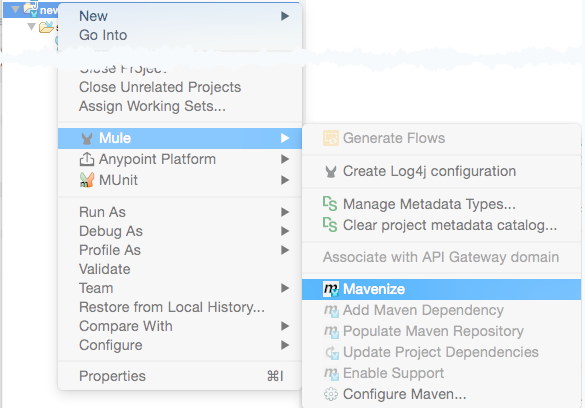 new
New
Go Into
Close Project
Close Unrelated Projects
Assign Working Sets...
Mule
Anypoint Platform
MUnit
Run As
Debug As
Profile As
Validate
Team
Restore from Local History...
Compare With
Configure
Properties ⌘I
Generate Flows
Create Log4j configuration
Manage Metadata Types...
Clear project metadata catalog...
Associate with API Gateway domain
Mavenize
Add Maven Dependency
Populate Maven Repository
Update Project Dependencies
Enable Support
Configure Maven...